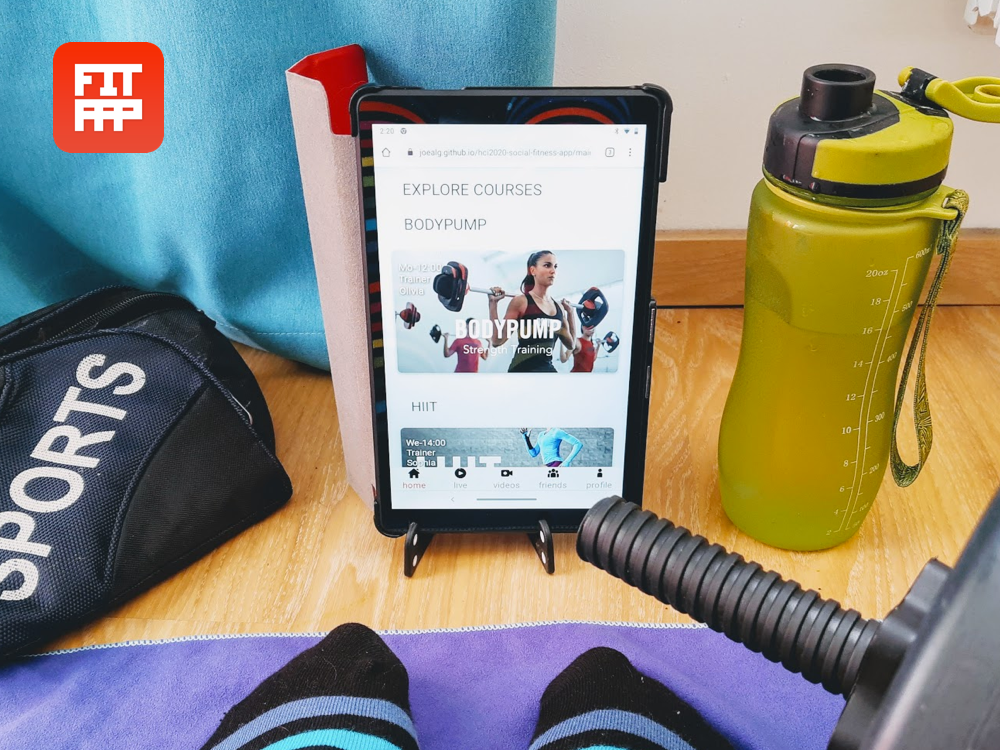 FIT
APP
2:20
joealg.github.io/hci2020-social-fitness-app/mai
EXPLORE COURSES
BODYPUMP
Mo-12:00
Trainer
Olivia
BODYPUMP
Strength Training
HIIT
We-14:00
Trainer
Sophia
HIIT
home
live
videos
friends
profile
SPORTS
20oz
18
16
14
12
10
8
6
4
2
600
500
400
300
200
100